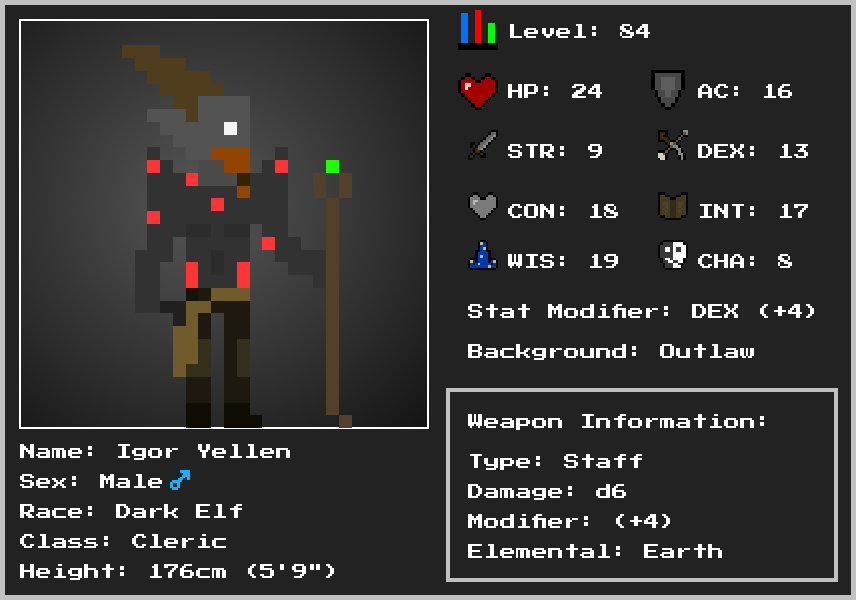 Level: 84
HP: 24 AC: 16
STR: 9 DEX: 13
CON: 18 INT: 17
WIS: 19 CHA: 8
Stat Modifier: DEX (+4)
Background: Outlaw
Weapon Information:
Type: Staff
Damage: d6
Modifier: (+4)
Elemental: Earth
Name: Igor Yellen
Sex: Male ♂
Race: Dark Elf
Class: Cleric
Height: 176cm (5'9")